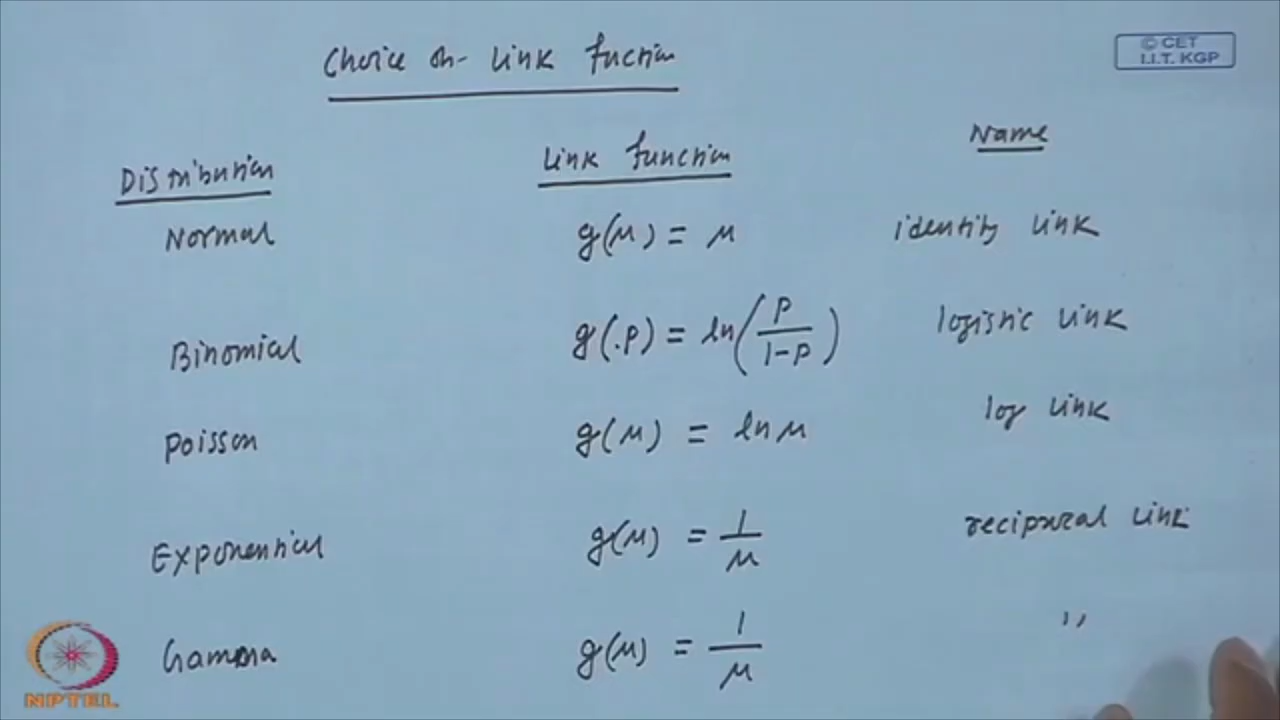 Choice on Link Fuction
© CET
I.I.T. KGP
Distribution Link function Name
Normal g(μ) = μ identity link
Binomial g(.p) = ln(p/1-p) logistic link
Poisson g(μ) = ln μ log link
Exponential g(μ) = 1/μ reciprocal link
Gamma g(μ) = 1/μ ,,
NPTEL